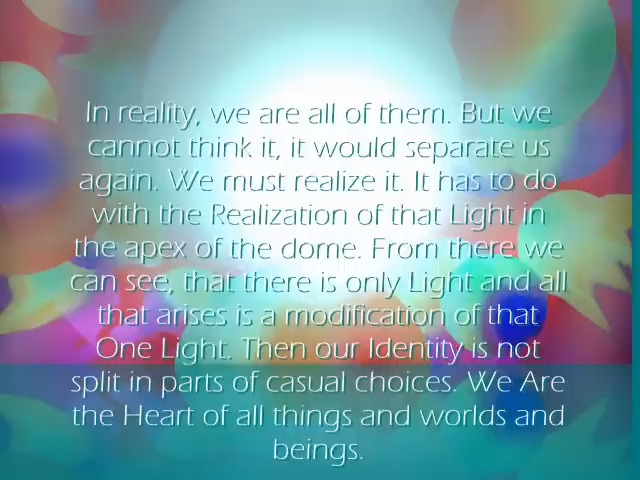 In reality, we are all of them. But we
cannot think it, it would separate us
again. We must realize it. It has to do
with the Realization of that Light in
the apex of the dome. From there we
can see, that there is only Light and all
that arises is a modification of that
One Light. Then our Identity is not
split in parts of casual choices. We Are
the Heart of all things and worlds and
beings.